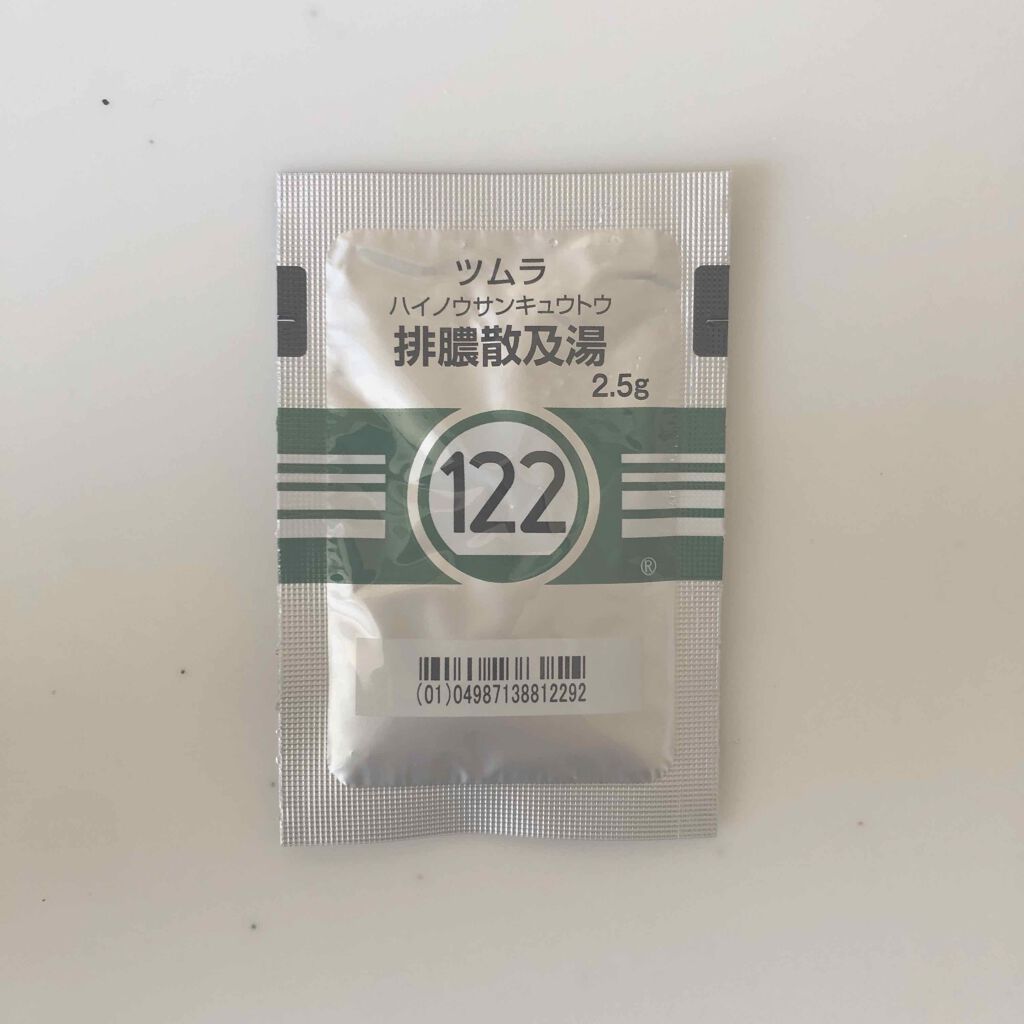 ツムラ
ハイノウサンキュウトウ
排膿散及湯
2.5g
122
®
(01)04987138812292